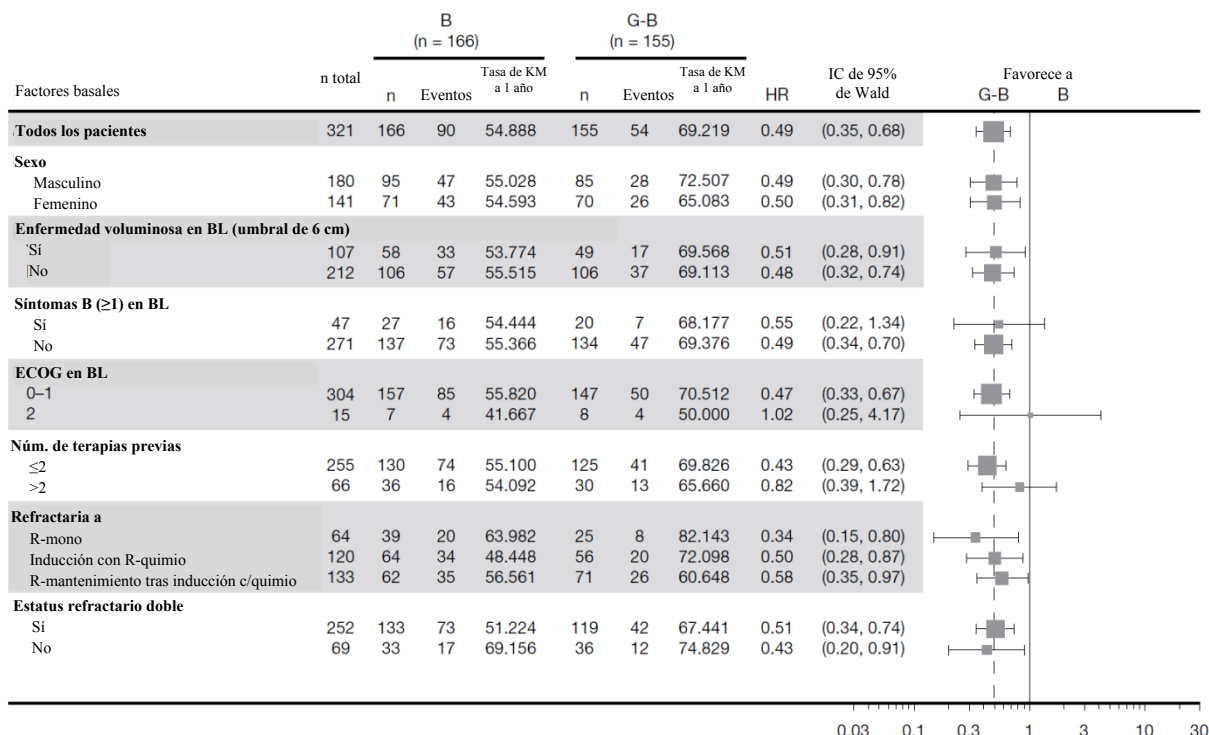 B G-B
(n = 166) (n = 155)
Factores basales n total n Eventos Tasa de KM a 1 año n Eventos Tasa de KM a 1 año HR IC de 95% de Wald Favorece a G-B B
Todos los pacientes 321 166 90 54.888 155 54 69.219 0.49 (0.35, 0.68)
Sexo
Masculino 180 95 47 55.028 85 28 72.507 0.49 (0.30, 0.78)
Femenino 141 71 43 54.593 70 26 65.083 0.50 (0.31, 0.82)
Enfermedad voluminosa en BL (umbral de 6 cm)
Sí 107 58 33 53.774 49 17 69.568 0.51 (0.28, 0.91)
No 212 106 57 55.515 106 37 69.113 0.48 (0.32, 0.74)
Síntomas B (≥1) en BL
Sí 47 27 16 54.444 20 7 68.177 0.55 (0.22, 1.34)
No 271 137 73 55.366 134 47 69.376 0.49 (0.34, 0.70)
ECOG en BL
0–1 304 157 85 55.820 147 50 70.512 0.47 (0.33, 0.67)
2 15 7 4 41.667 8 4 50.000 1.02 (0.25, 4.17)
Núm. de terapias previas
≤2 255 130 74 55.100 125 41 69.826 0.43 (0.29, 0.63)
>2 66 36 16 54.092 30 13 65.660 0.82 (0.39, 1.72)
Refractaria a
R-mono 64 39 20 63.982 25 8 82.143 0.34 (0.15, 0.80)
Inducción con R-quimio 120 64 34 48.448 56 20 72.098 0.50 (0.28, 0.87)
R-mantenimiento tras inducción c/quimio 133 62 35 56.561 71 26 60.648 0.58 (0.35, 0.97)
Estatus refractario doble
Sí 252 133 73 51.224 119 42 67.441 0.51 (0.34, 0.74)
No 69 33 17 69.156 36 12 74.829 0.43 (0.20, 0.91)
0.03 0.1 0.3 1 3 10 30